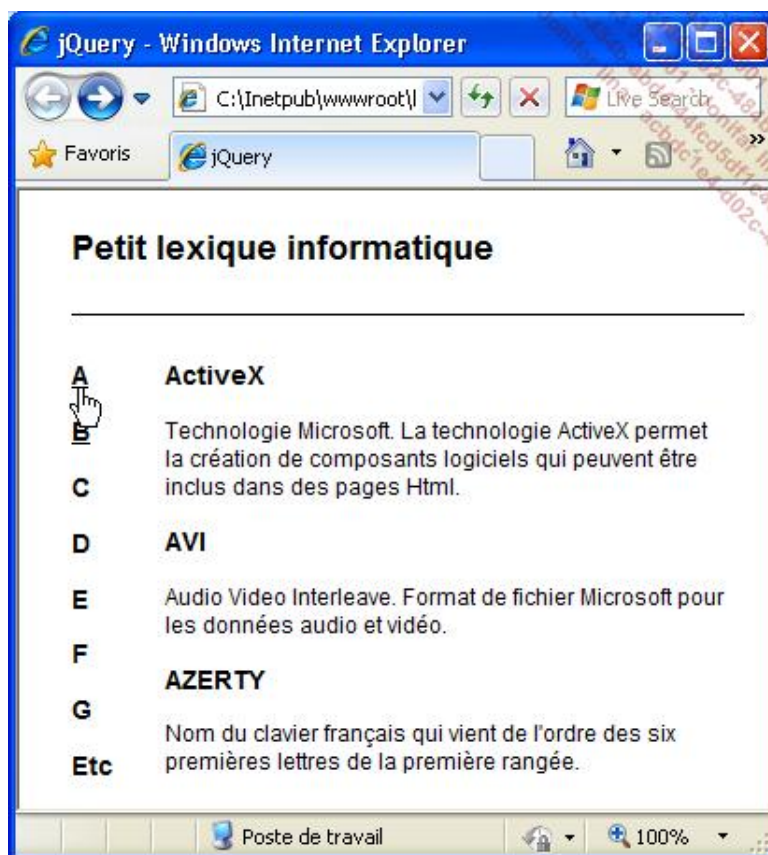 jQuery - Windows Internet Explorer
C:\Inetpub\wwwroot\l
Live Search
Favoris
jQuery
»
Petit lexique informatique
A
ActiveX
B
Technologie Microsoft. La technologie ActiveX permet
la création de composants logiciels qui peuvent être
inclus dans des pages Html.
C
D
AVI
E
Audio Video Interleave. Format de fichier Microsoft pour
les données audio et vidéo.
F
AZERTY
G
Nom du clavier français qui vient de l'ordre des six
premières lettres de la première rangée.
Etc
Poste de travail
100%